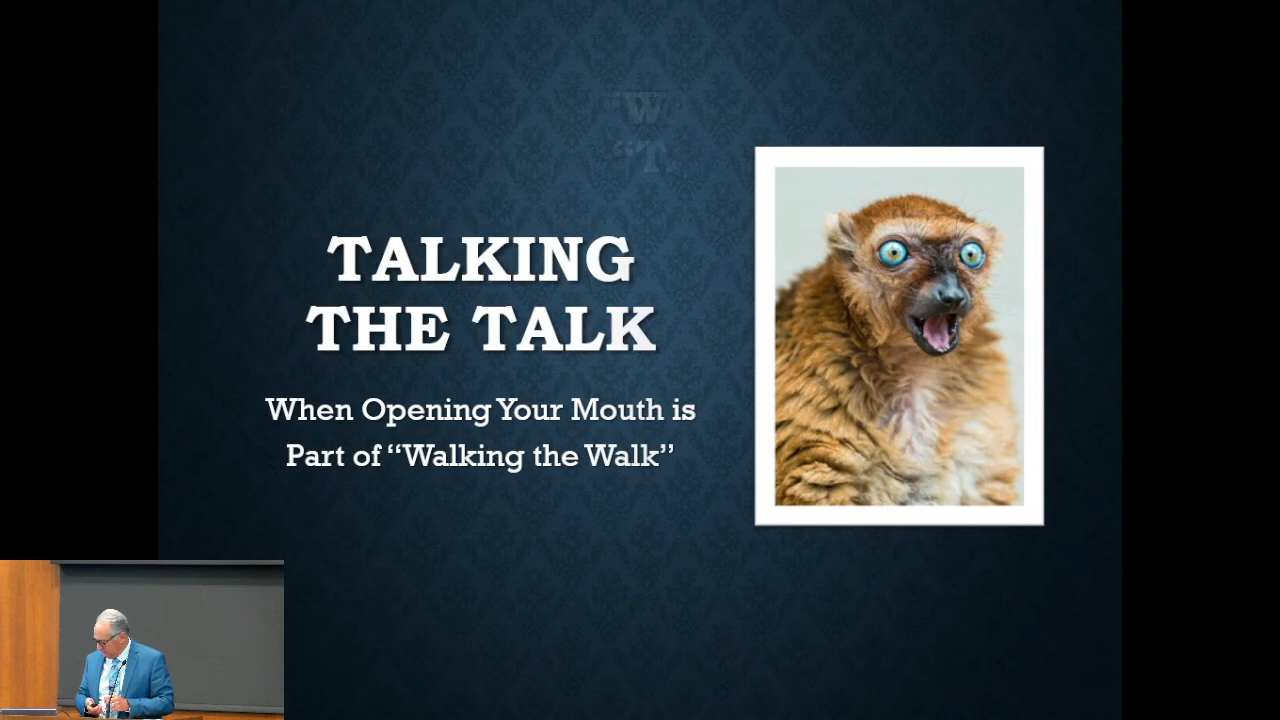 “W
“T
TALKING
THE TALK
When Opening Your Mouth is
Part of “Walking the Walk”